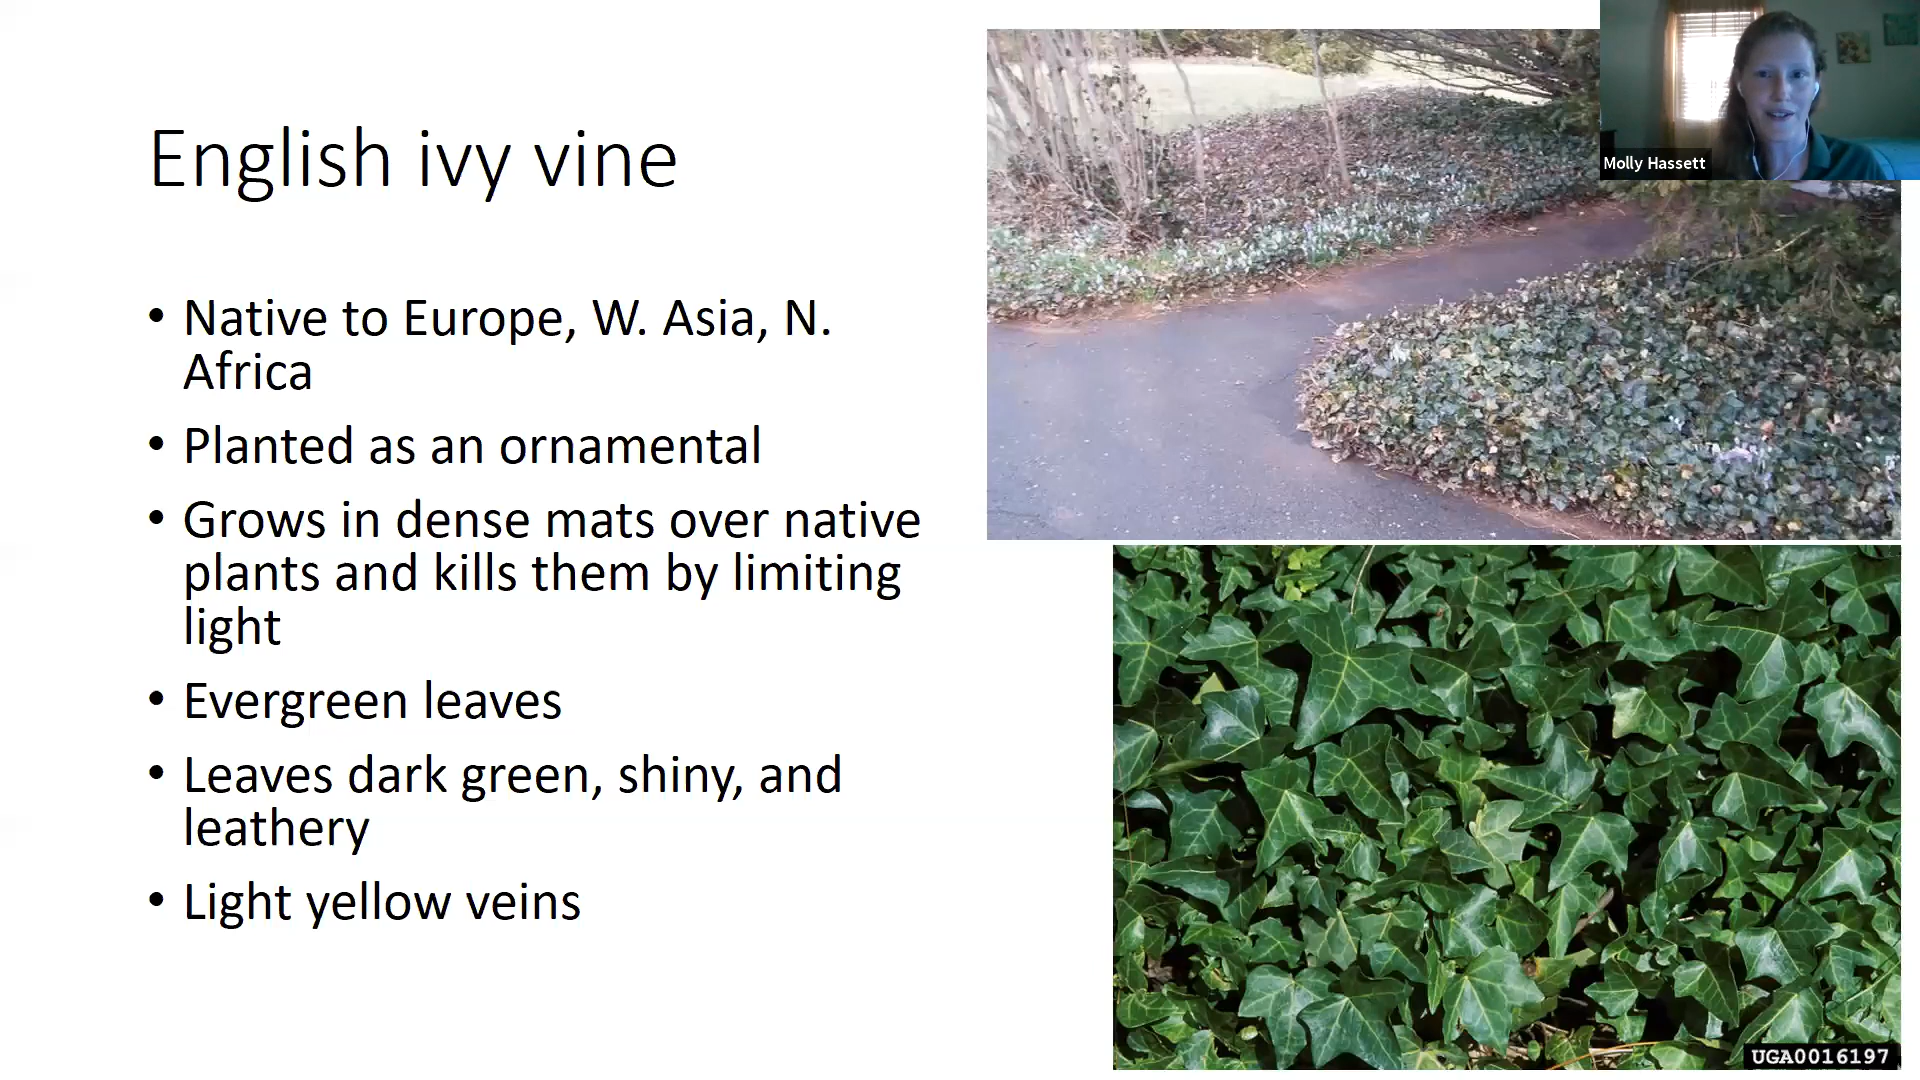 English ivy vine
• Native to Europe, W. Asia, N.
Africa
• Planted as an ornamental
• Grows in dense mats over native
plants and kills them by limiting
light
• Evergreen leaves
• Leaves dark green, shiny, and
leathery
• Light yellow veins
Molly Hassett
UGA0016197